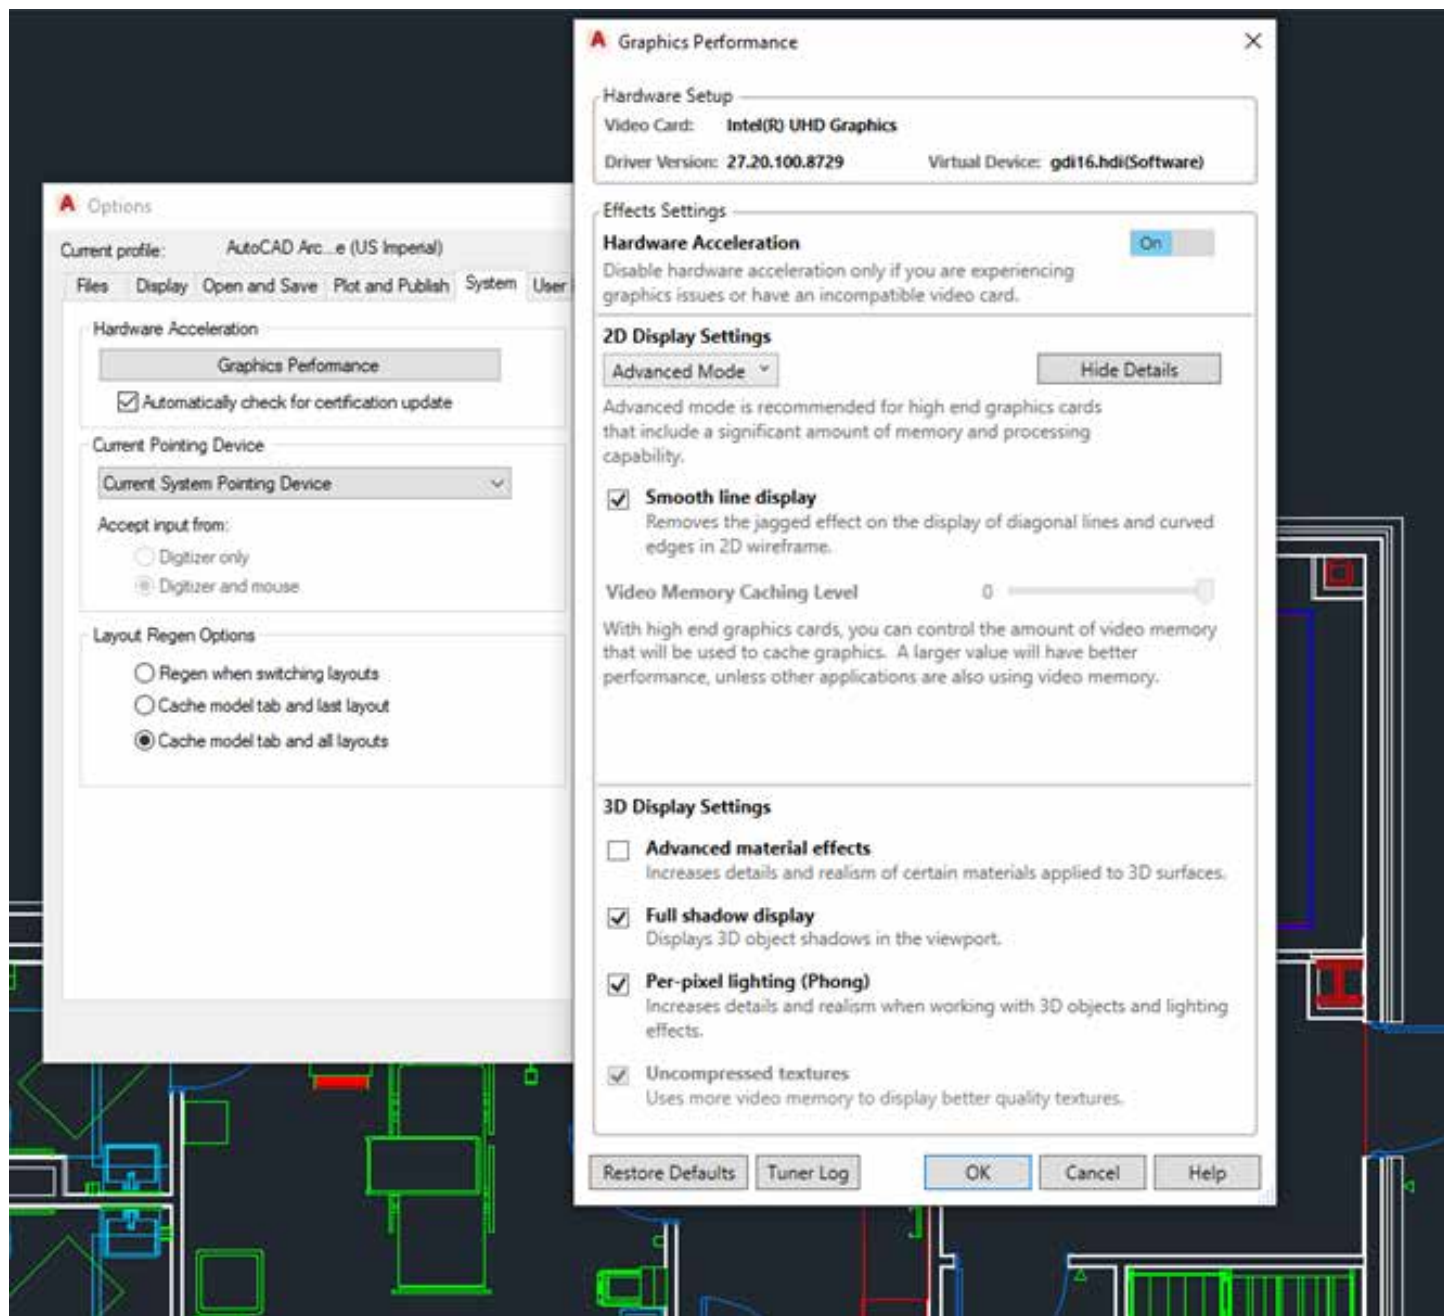 Options
Current profile: AutoCAD Arc...e (US Imperial)
Files Display Open and Save Plot and Publish System User
Hardware Acceleration
Graphics Performance
Automatically check for certification update
Current Pointing Device
Current System Pointing Device
Accept input from:
Digitizer only
Digitizer and mouse
Layout Regen Options
Regen when switching layouts
Cache model tab and last layout
Cache model tab and all layouts
Graphics Performance
Hardware Setup
Video Card: Intel(R) UHD Graphics
Driver Version: 27.20.100.8729 Virtual Device: gdi16.hdi(Software)
Effects Settings
Hardware Acceleration On
Disable hardware acceleration only if you are experiencing
graphics issues or have an incompatible video card.
2D Display Settings
Advanced Mode Hide Details
Advanced mode is recommended for high end graphics cards
that include a significant amount of memory and processing
capability.
Smooth line display
Removes the jagged effect on the display of diagonal lines and curved
edges in 2D wireframe.
Video Memory Caching Level 0
With high end graphics cards, you can control the amount of video memory
that will be used to cache graphics. A larger value will have better
performance, unless other applications are also using video memory.
3D Display Settings
Advanced material effects
Increases details and realism of certain materials applied to 3D surfaces.
Full shadow display
Displays 3D object shadows in the viewport.
Per-pixel lighting (Phong)
Increases details and realism when working with 3D objects and lighting
effects.
Uncompressed textures
Uses more video memory to display better quality textures.
Restore Defaults Tuner Log OK Cancel Help